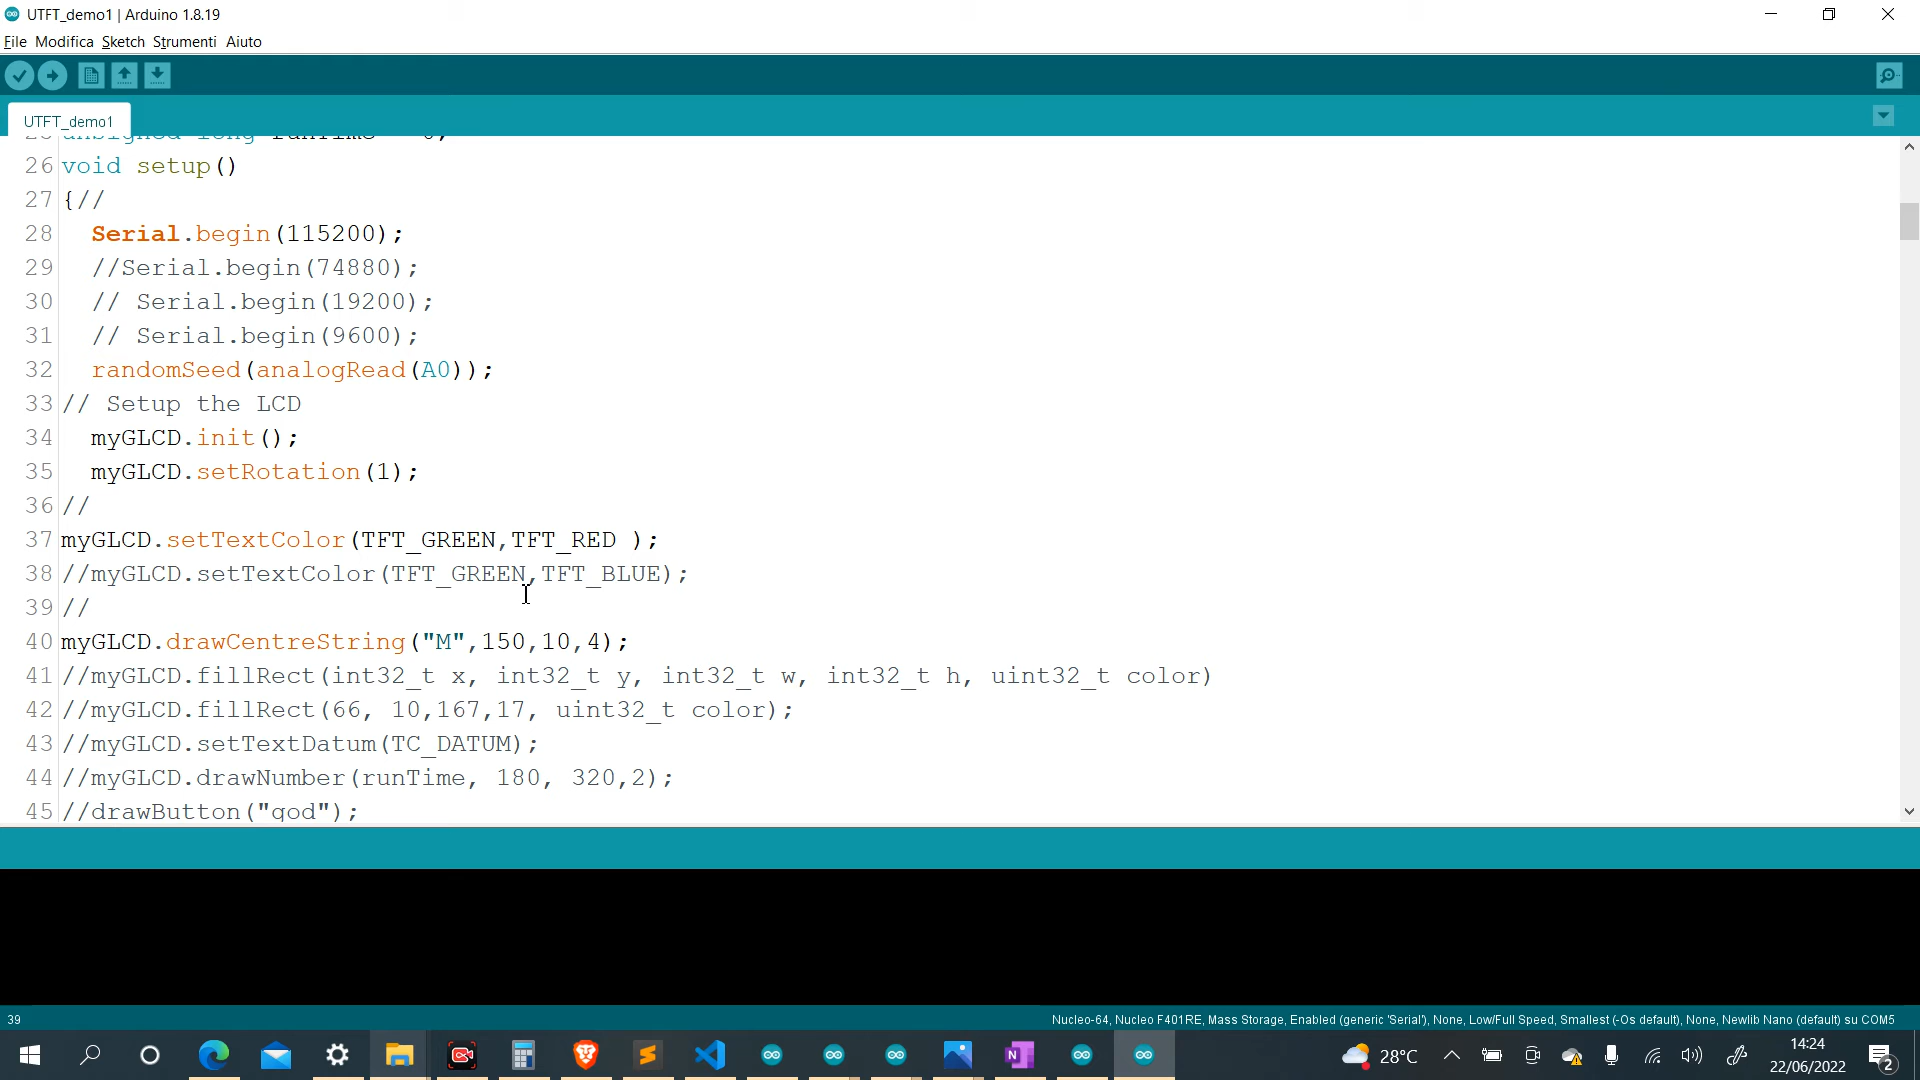 UTFT_demo1 | Arduino 1.8.19
File Modifica Sketch Strumenti Aiuto
UTFT_demo1
unsigned long runTime = 0;
26 void setup()
27 {//
28 Serial.begin(115200);
29 //Serial.begin(74880);
30 // Serial.begin(19200);
31 // Serial.begin(9600);
32 randomSeed(analogRead(A0));
33 // Setup the LCD
34 myGLCD.init();
35 myGLCD.setRotation(1);
36 //
37 myGLCD.setTextColor(TFT_GREEN,TFT_RED );
38 //myGLCD.setTextColor(TFT_GREEN,TFT_BLUE);
39 //
40 myGLCD.drawCentreString("M",150,10,4);
41 //myGLCD.fillRect(int32_t x, int32_t y, int32_t w, int32_t h, uint32_t color)
42 //myGLCD.fillRect(66, 10,167,17, uint32_t color);
43 //myGLCD.setTextDatum(TC_DATUM);
44 //myGLCD.drawNumber(runTime, 180, 320,2);
45 //drawButton("god");
39
Nucleo-64, Nucleo F401RE, Mass Storage, Enabled (generic 'Serial'), None, Low/Full Speed, Smallest (-Os default), None, Newlib Nano (default) su COM5
28°C
14:24
22/06/2022
2